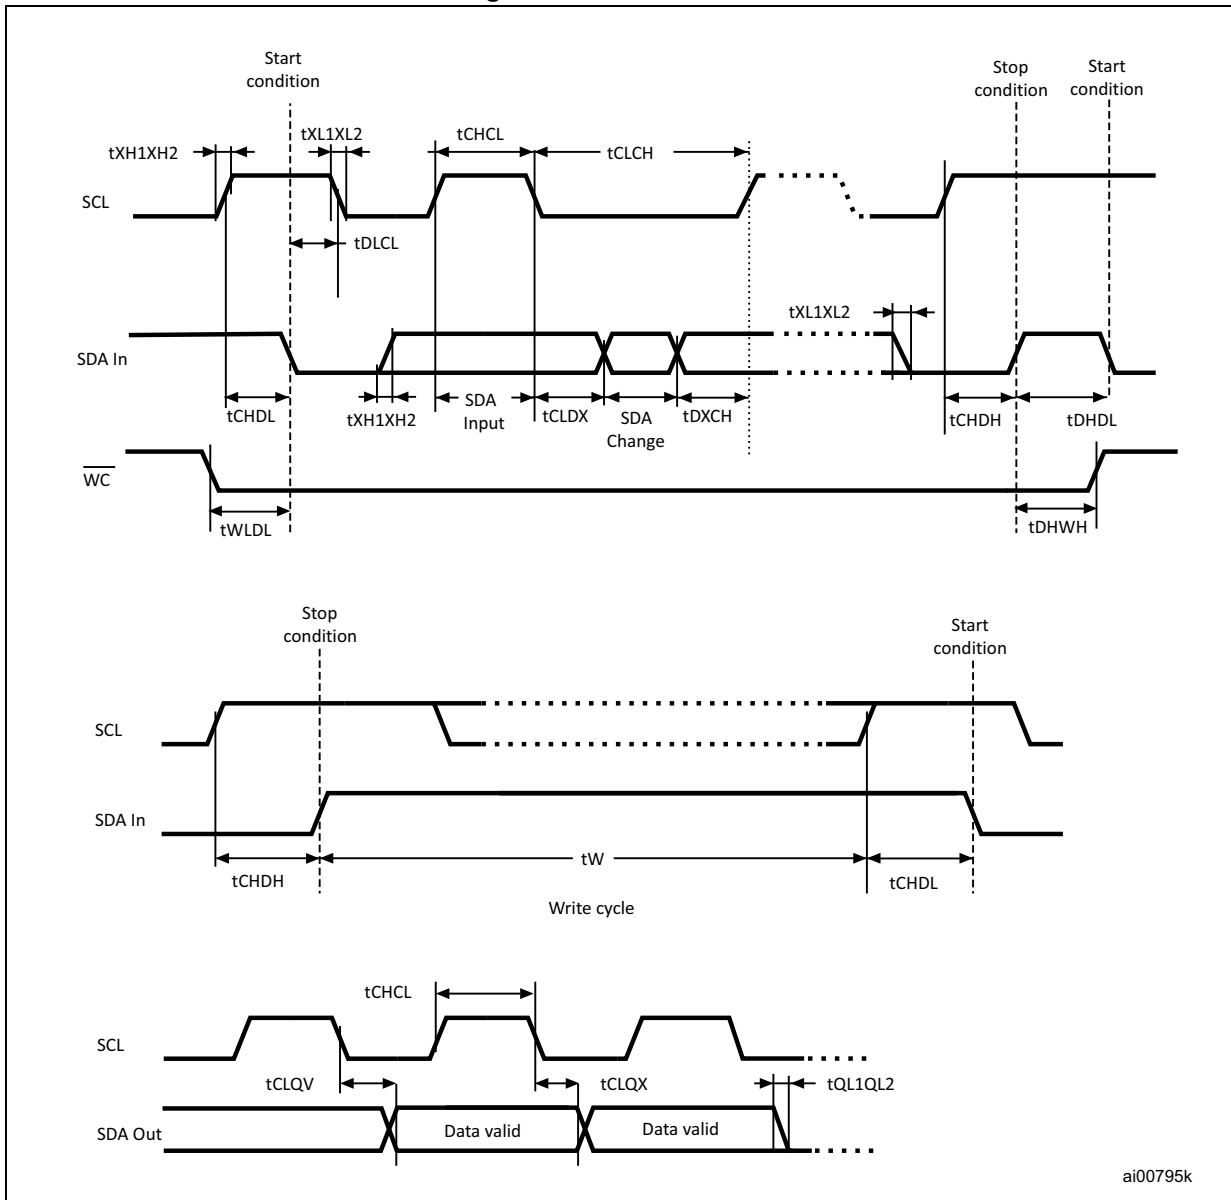 Start
condition
Stop
condition
Start
condition
tXH1XH2
tXL1XL2
tCHCL
tCLCH
SCL
tDLCL
tXL1XL2
SDA In
tCHDL
tXH1XH2
SDA
Input
tCLDX
SDA
Change
tDXCH
tCHDH
tDHDL
WC
tWLDL
tDHWH
Stop
condition
Start
condition
SCL
SDA In
tCHDH
tW
tCHDL
Write cycle
tCHCL
SCL
tCLQV
tCLQX
tQL1QL2
SDA Out
Data valid
Data valid
ai00795k